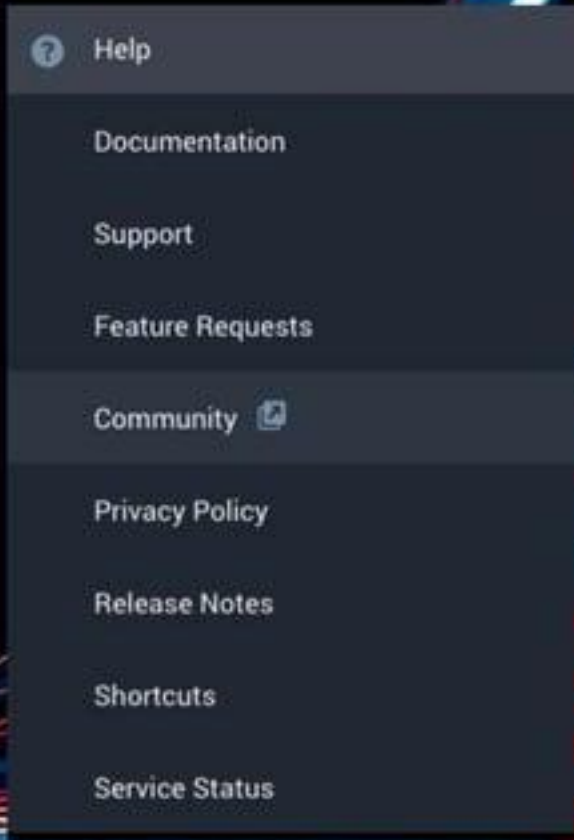 Help
Documentation
Support
Feature Requests
Community
Privacy Policy
Release Notes
Shortcuts
Service Status